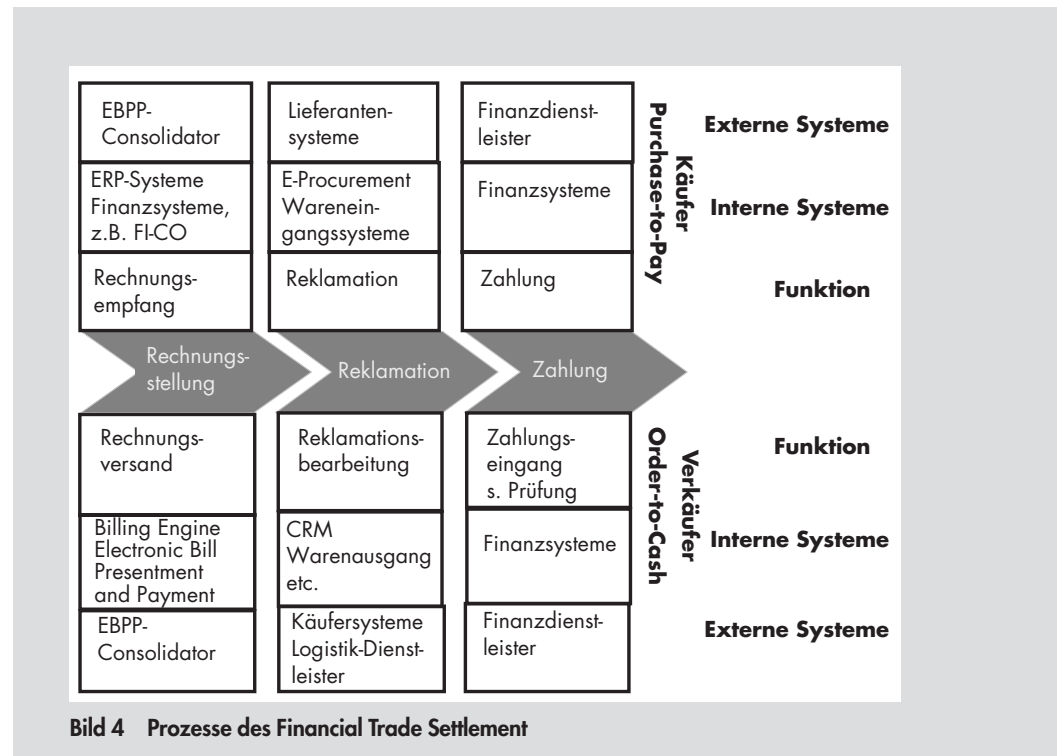 EBPP-
Consolidator
Lieferanten-
systeme
Finanzdienst-
leister
Externe Systeme
ERP-Systeme
Finanzsysteme,
z.B. FI-CO
E-Procurement
Warenein-
gangssysteme
Finanzsysteme
Interne Systeme
Rechnungs-
empfang
Reklamation
Zahlung
Funktion
Käufer
Purchase-to-Pay
Rechnungs-
stellung
Reklamation
Zahlung
Rechnungs-
versand
Reklamations-
bearbeitung
Zahlungs-
eingang
s. Prüfung
Funktion
Billing Engine
Electronic Bill
Presentment
and Payment
CRM
Warenausgang
etc.
Finanzsysteme
Interne Systeme
EBPP-
Consolidator
Käufersysteme
Logistik-Dienst-
leister
Finanzdienst-
leister
Externe Systeme
Verkäufer
Order-to-Cash
Bild 4 Prozesse des Financial Trade Settlement